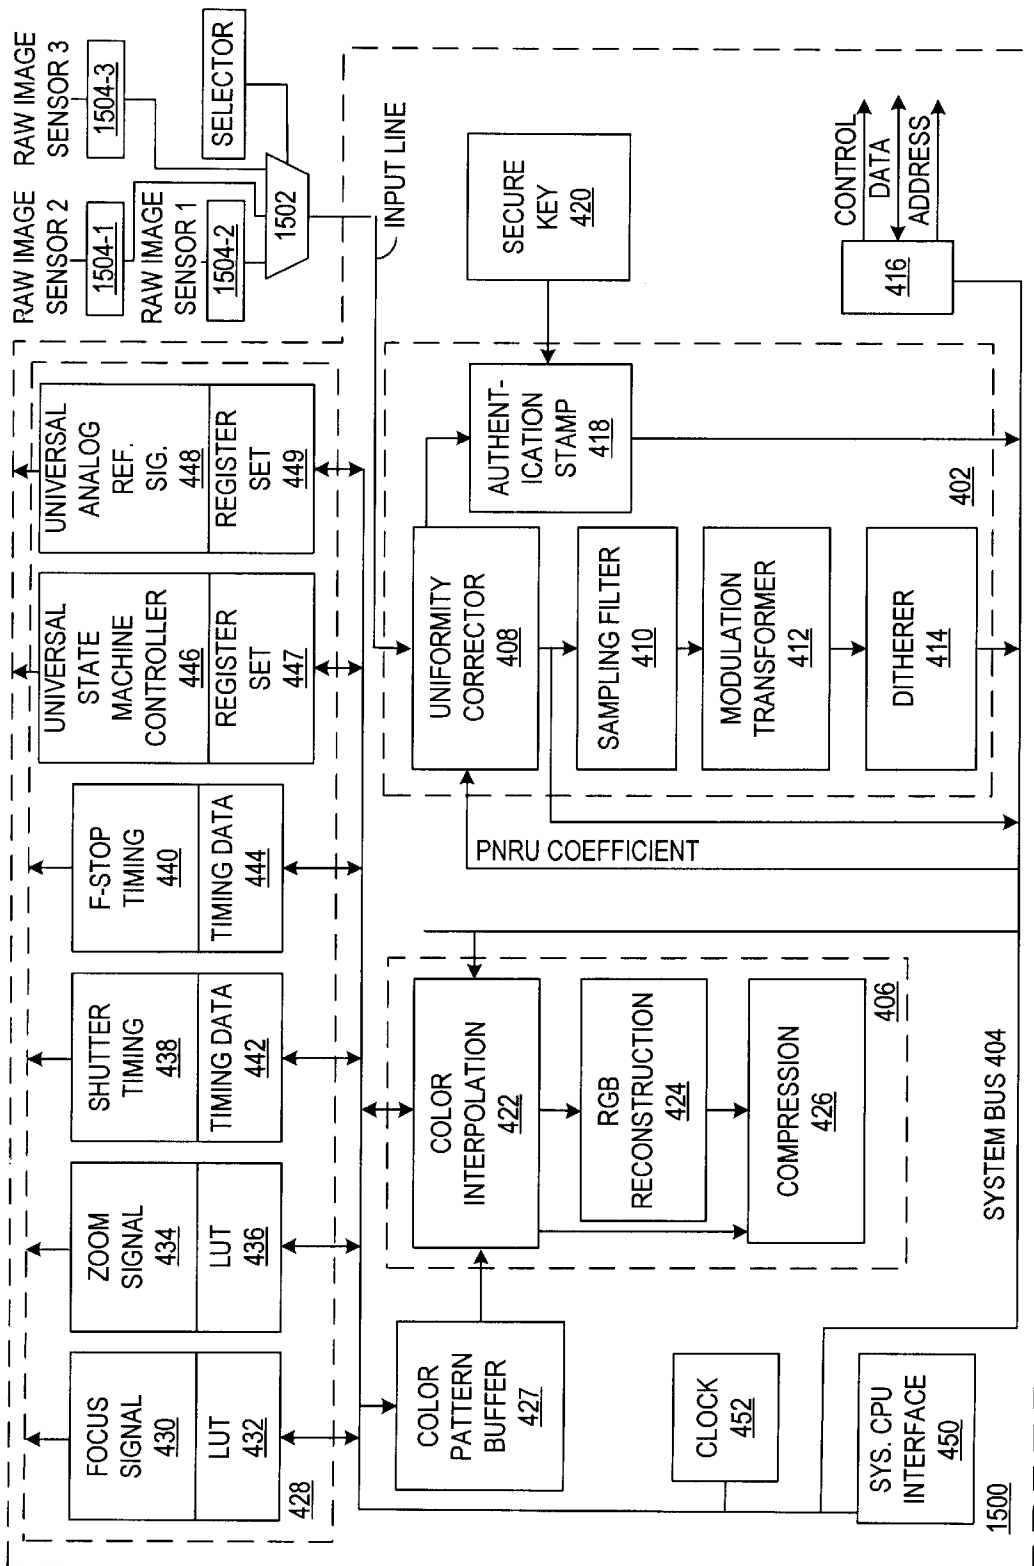 FOCUS
SIGNAL
430
LUT
432
428
ZOOM
SIGNAL
434
LUT
436
SHUTTER
TIMING
438
TIMING DATA
442
F-STOP
TIMING
440
TIMING DATA
444
UNIVERSAL
STATE
MACHINE
CONTROLLER
446
REGISTER
SET
447
UNIVERSAL
ANALOG
REF.
SIG.
448
REGISTER
SET
449
RAW IMAGE
SENSOR 2
1504-1
RAW IMAGE
SENSOR 1
1504-2
RAW IMAGE
SENSOR 3
1504-3
SELECTOR
1502
INPUT LINE
COLOR
PATTERN
BUFFER
427
COLOR
INTERPOLATION
422
RGB
RECONSTRUCTION
424
COMPRESSION
426
406
PNRU COEFFICIENT
UNIFORMITY
CORRECTOR
408
SAMPLING FILTER
410
MODULATION
TRANSFORMER
412
DITHERER
414
AUTHENT-
ICATION
STAMP
418
402
SECURE
KEY
420
CONTROL
DATA
ADDRESS
416
CLOCK
452
SYS. CPU
INTERFACE
450
SYSTEM BUS 404
1500